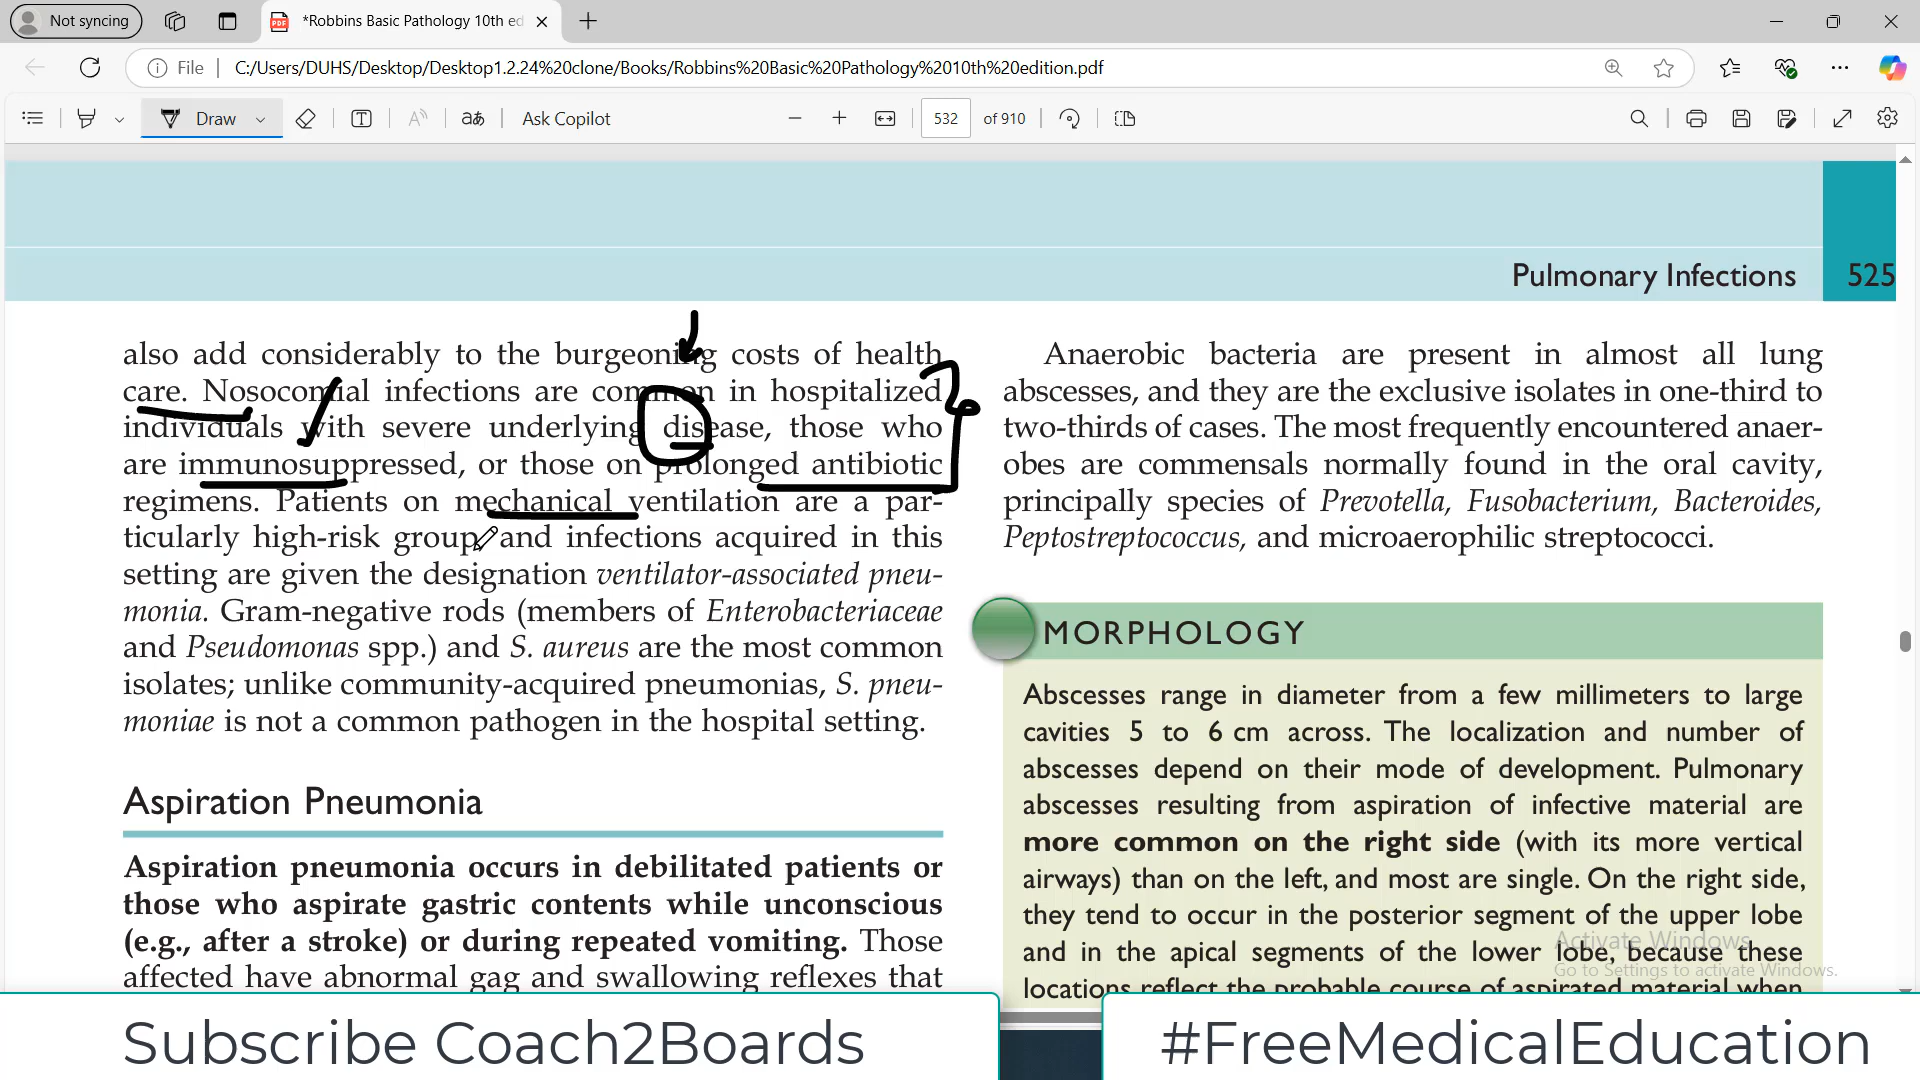 Not syncing
*Robbins Basic Pathology 10th ed
File
C:/Users/DUHS/Desktop/Desktop1.2.24%20clone/Books/Robbins%20Basic%20Pathology%2010th%20edition.pdf
Draw
aあ
Ask Copilot
532 of 910
Pulmonary Infections 525
also add considerably to the burgeoning costs of health
care. Nosocomial infections are common in hospitalized
individuals with severe underlying disease, those who
are immunosuppressed, or those on prolonged antibiotic
regimens. Patients on mechanical ventilation are a par-
ticularly high-risk group and infections acquired in this
setting are given the designation ventilator-associated pneu-
monia. Gram-negative rods (members of Enterobacteriaceae
and Pseudomonas spp.) and S. aureus are the most common
isolates; unlike community-acquired pneumonias, S. pneu-
moniae is not a common pathogen in the hospital setting.
Aspiration Pneumonia
Aspiration pneumonia occurs in debilitated patients or
those who aspirate gastric contents while unconscious
(e.g., after a stroke) or during repeated vomiting. Those
affected have abnormal gag and swallowing reflexes that
Anaerobic bacteria are present in almost all lung
abscesses, and they are the exclusive isolates in one-third to
two-thirds of cases. The most frequently encountered anaer-
obes are commensals normally found in the oral cavity,
principally species of Prevotella, Fusobacterium, Bacteroides,
Peptostreptococcus, and microaerophilic streptococci.
MORPHOLOGY
Abscesses range in diameter from a few millimeters to large
cavities 5 to 6 cm across. The localization and number of
abscesses depend on their mode of development. Pulmonary
abscesses resulting from aspiration of infective material are
more common on the right side (with its more vertical
airways) than on the left, and most are single. On the right side,
they tend to occur in the posterior segment of the upper lobe
and in the apical segments of the lower lobe, because these
locations reflect the probable course of aspirated material when
Activate Windows
Go to Settings to activate Windows.
Subscribe Coach2Boards
#FreeMedicalEducation